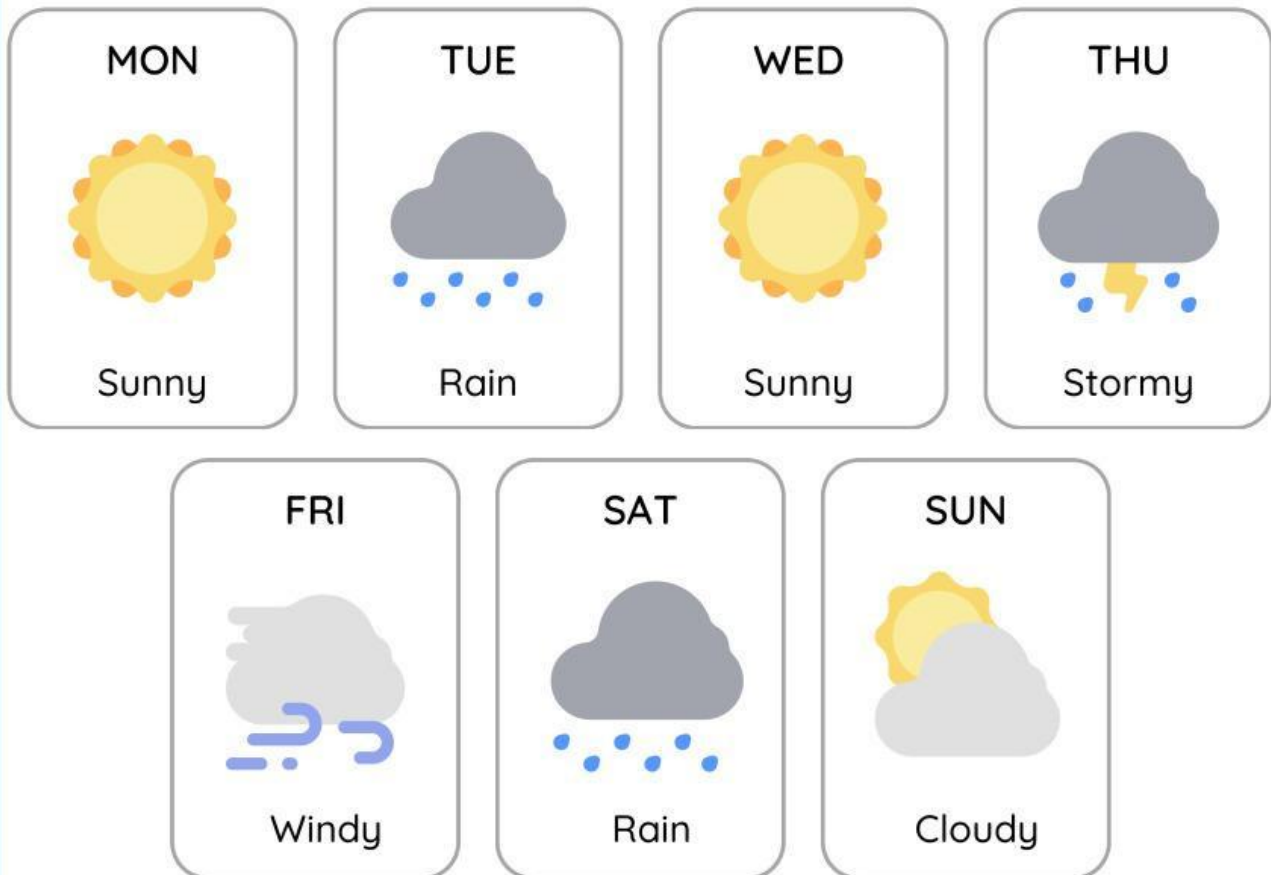 MON
TUE
WED
THU
Sunny
Rain
Sunny
Stormy
FRI
SAT
SUN
Windy
Rain
Cloudy